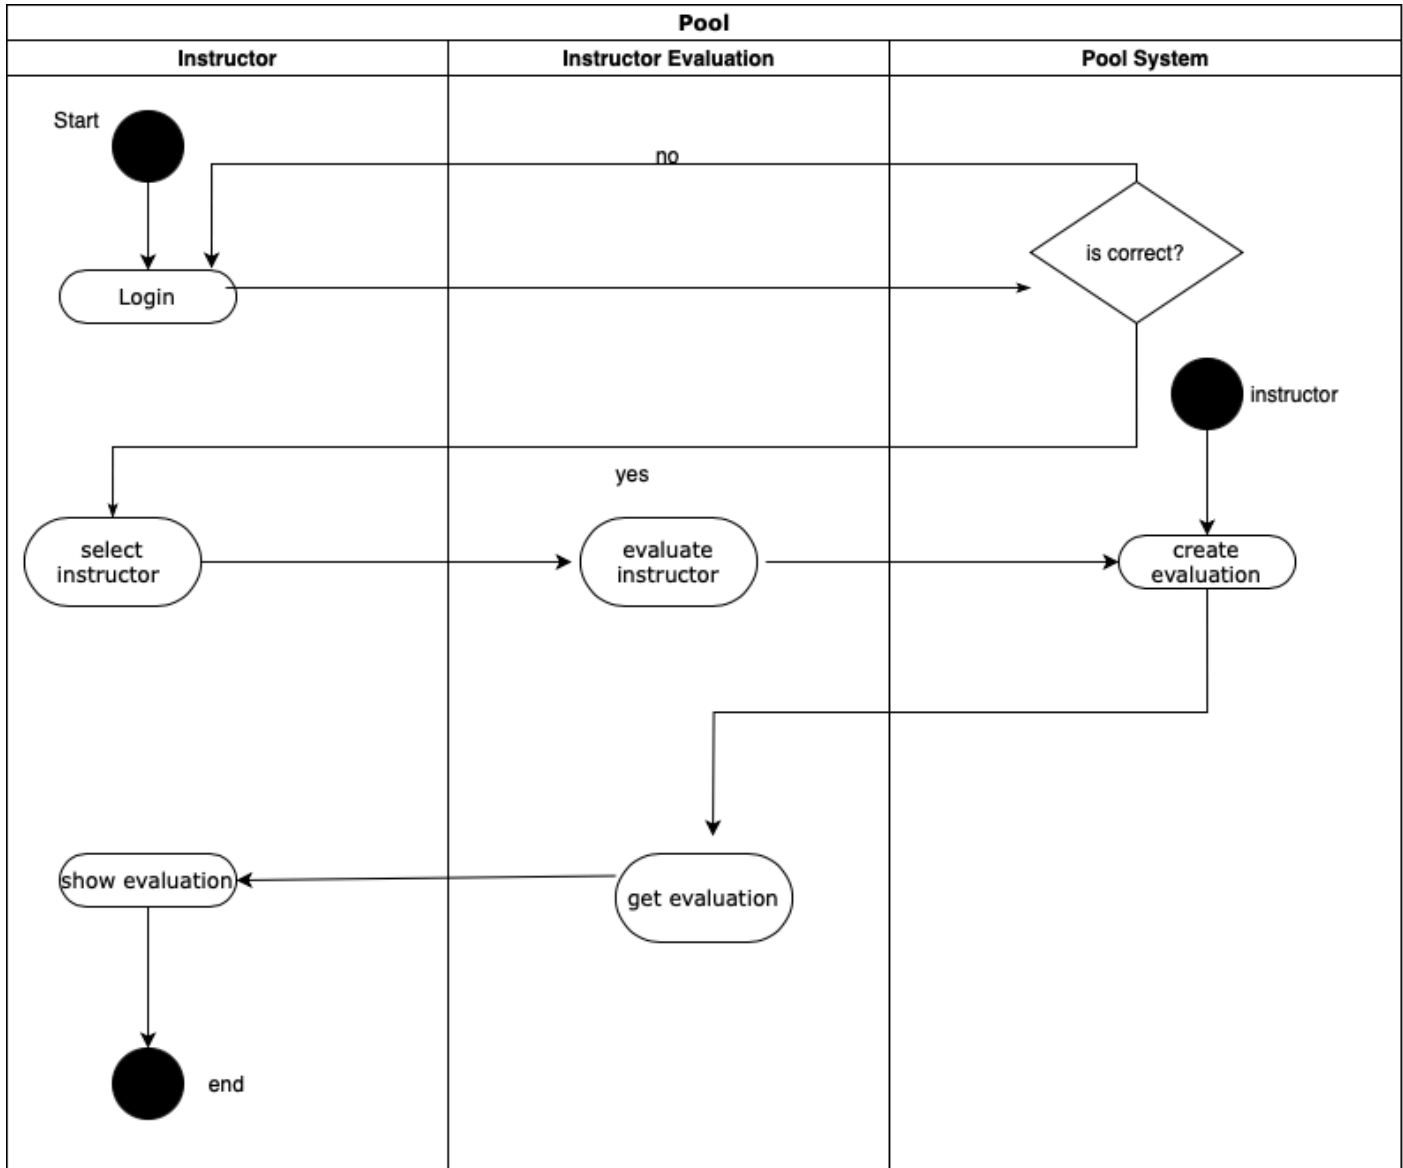 Pool
Instructor
Instructor Evaluation
Pool System
Start
no
is correct?
Login
instructor
yes
select
instructor
evaluate
instructor
create
evaluation
show evaluation
get evaluation
end